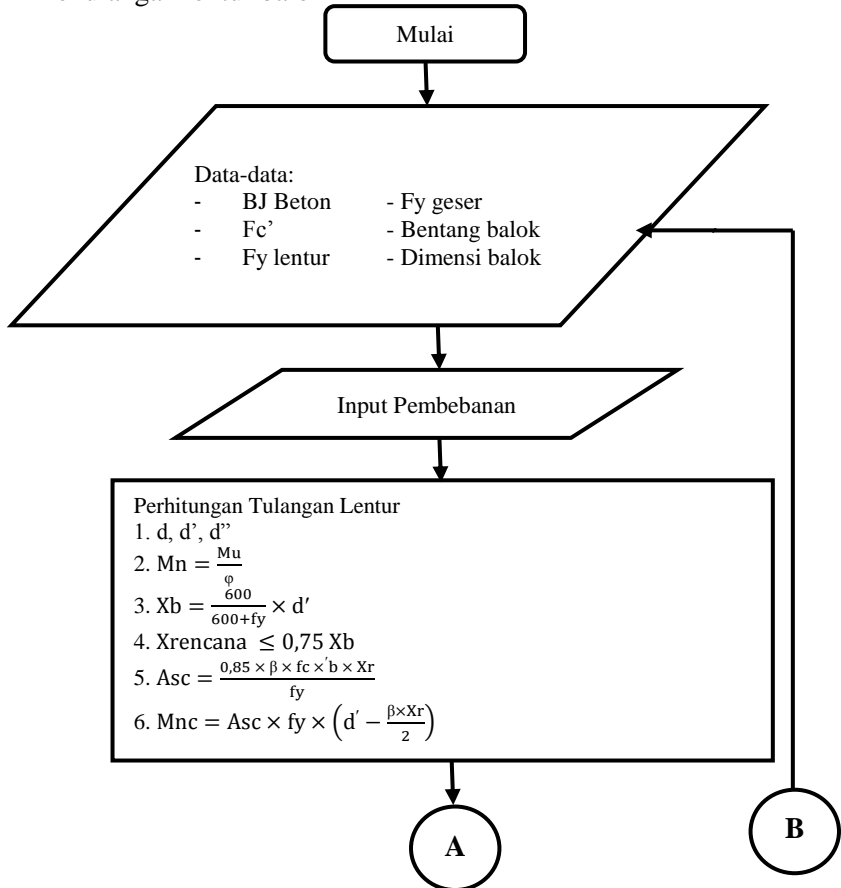 Mulai
Data-data:
- BJ Beton - Fy geser
- Fc’ - Bentang balok
- Fy lentur - Dimensi balok
Input Pembebanan
Perhitungan Tulangan Lentur
1. d, d’, d”
2. Mn = Mu/φ
3. Xb = 600/(600+fy) × d′
4. Xrencana ≤ 0,75 Xb
5. Asc = (0,85 × β × fc ×′b × Xr)/fy
6. Mnc = Asc × fy × (d′ − (β×Xr)/2)
A
B